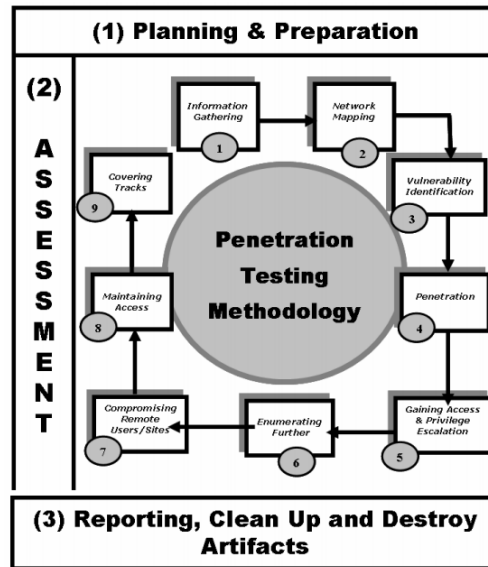 (1) Planning & Preparation
(2)
A
S
S
E
S
S
M
E
N
T
Information
Gathering
1
Network
Mapping
2
Vulnerability
Identification
3
Penetration
4
Gaining Access
& Privilege
Escalation
5
Enumerating
Further
6
Compromising
Remote
Users/Sites
7
Maintaining
Access
8
Covering
Tracks
9
Penetration
Testing
Methodology
(3) Reporting, Clean Up and Destroy
Artifacts